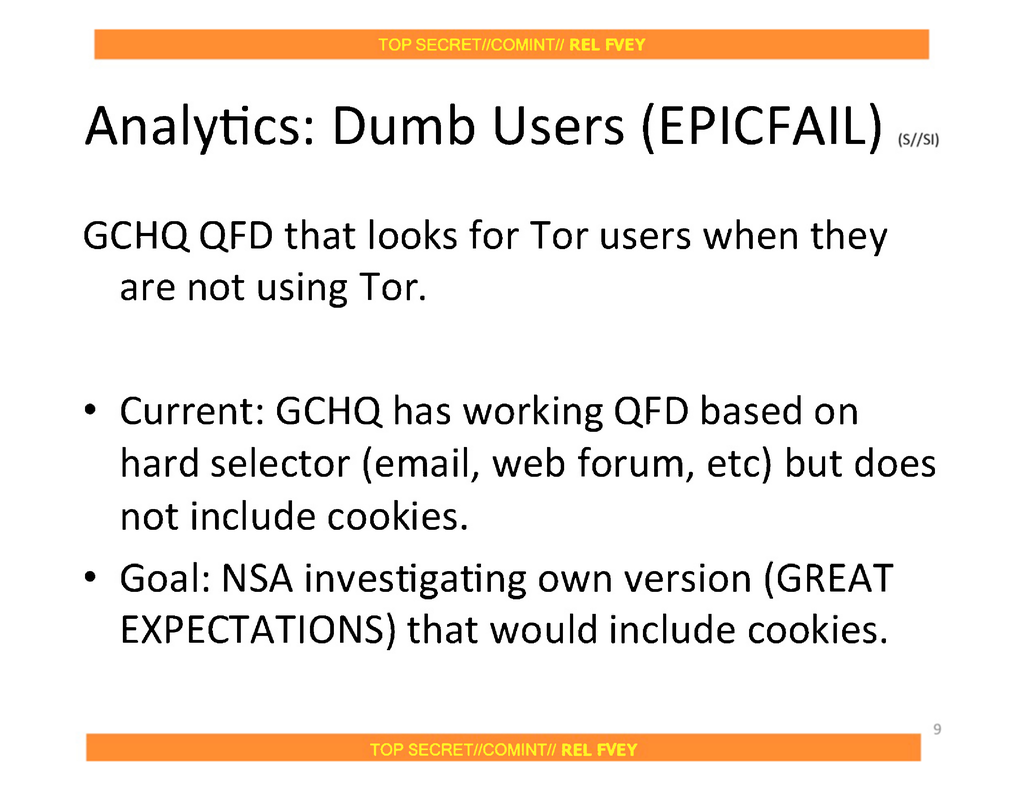 TOP SECRET//COMINT// REL FVEY
Analytics: Dumb Users (EPICFAIL) (S//SI)
GCHQ QFD that looks for Tor users when they
are not using Tor.
• Current: GCHQ has working QFD based on
hard selector (email, web forum, etc) but does
not include cookies.
• Goal: NSA investigating own version (GREAT
EXPECTATIONS) that would include cookies.
9
TOP SECRET//COMINT// REL FVEY